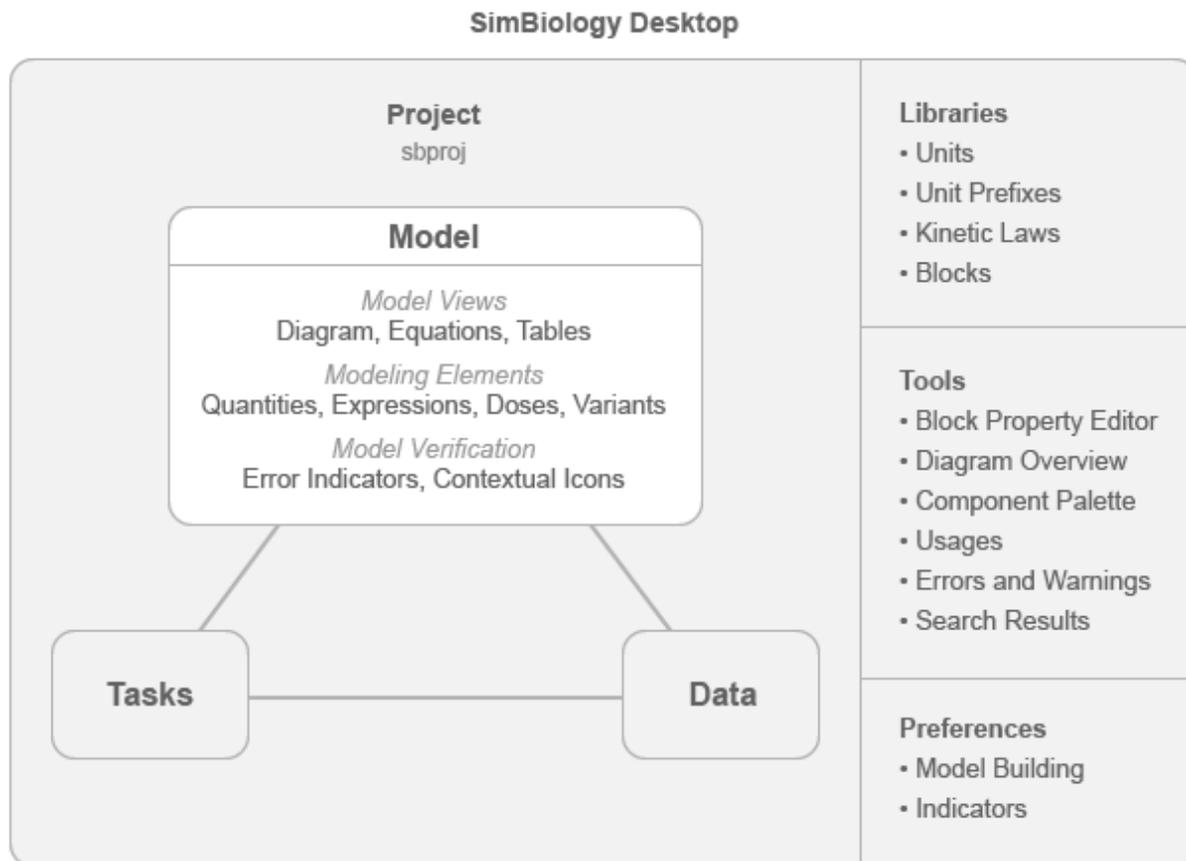 SimBiology Desktop
Project
sbproj
Model
Model Views
Diagram, Equations, Tables
Modeling Elements
Quantities, Expressions, Doses, Variants
Model Verification
Error Indicators, Contextual Icons
Tasks
Data
Libraries
• Units
• Unit Prefixes
• Kinetic Laws
• Blocks
Tools
• Block Property Editor
• Diagram Overview
• Component Palette
• Usages
• Errors and Warnings
• Search Results
Preferences
• Model Building
• Indicators